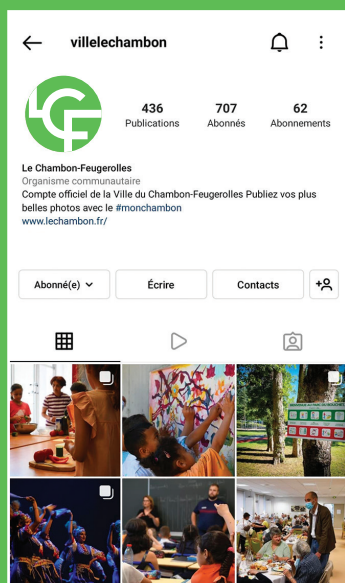 villelechambon
LCF
436 707 62
Publications Abonnés Abonnements
Le Chambon-Feugerolles
Organisme communautaire
Compte officiel de la Ville du Chambon-Feugerolles Publiez vos plus
belles photos avec le #monchambon
www.lechambon.fr/
Abonné(e) Écrire Contacts